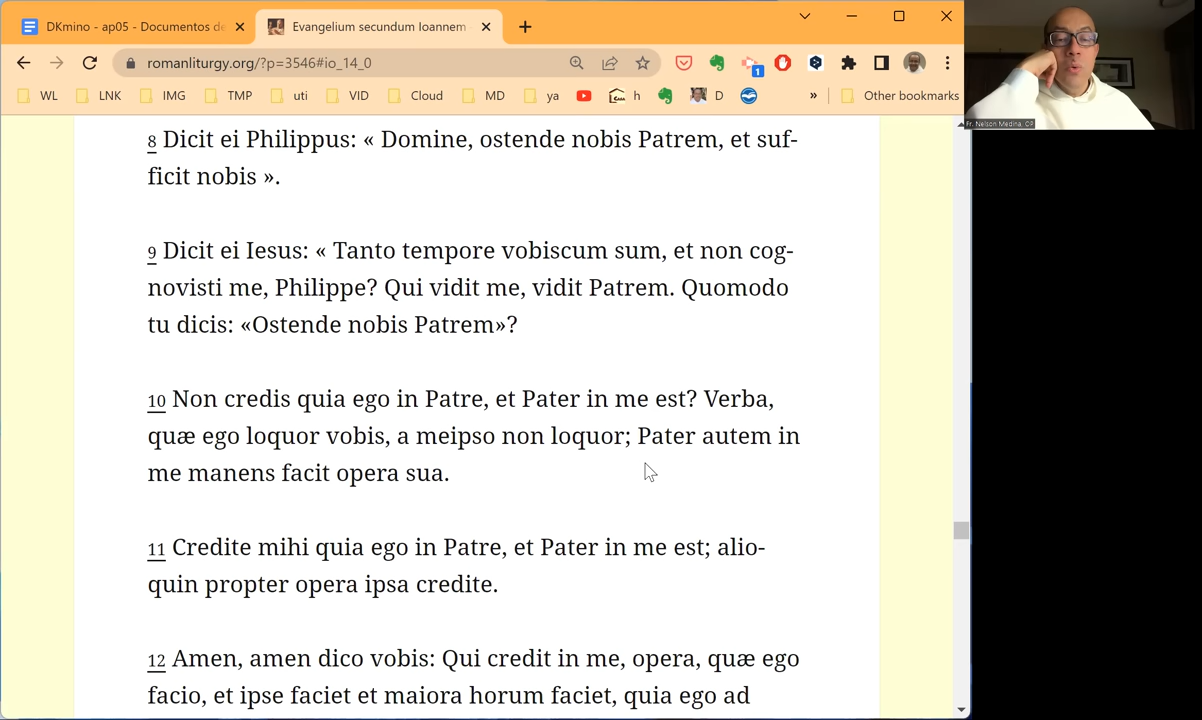 DKmino - ap05 - Documentos de
Evangelium secundum Ioannem
romanliturgy.org/?p=3546#io_14_0
WL LNK IMG TMP uti VID Cloud MD ya h D » Other bookmarks
1
Fr. Nelson Medina, OP
8 Dicit ei Philippus: « Domine, ostende nobis Patrem, et suf-
ficit nobis ».
9 Dicit ei Iesus: « Tanto tempore vobiscum sum, et non cog-
novisti me, Philippe? Qui vidit me, vidit Patrem. Quomodo
tu dicis: «Ostende nobis Patrem»?
10 Non credis quia ego in Patre, et Pater in me est? Verba,
quæ ego loquor vobis, a meipso non loquor; Pater autem in
me manens facit opera sua.
11 Credite mihi quia ego in Patre, et Pater in me est; alio-
quin propter opera ipsa credite.
12 Amen, amen dico vobis: Qui credit in me, opera, quæ ego
facio, et ipse faciet et maiora horum faciet, quia ego ad